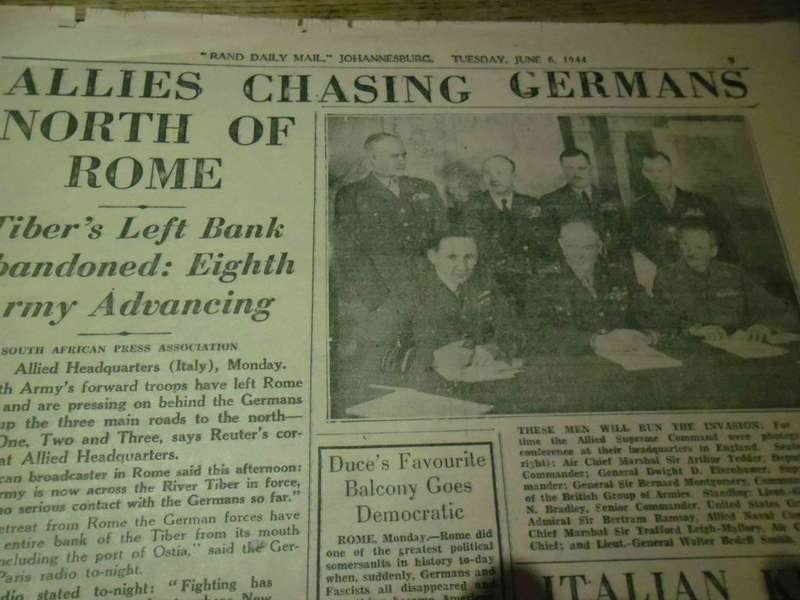 "RAND DAILY MAIL," JOHANNESBURG, TUESDAY, JUNE 6, 1944
ALLIES CHASING GERMANS
NORTH OF
ROME
Tiber's Left Bank
bandoned: Eighth
rmy Advancing
SOUTH AFRICAN PRESS ASSOCIATION
Allied Headquarters (Italy), Monday.
th Army's forward troops have left Rome
and are pressing on behind the Germans
up the three main roads to the north—
One, Two and Three, says Reuter's cor-
at Allied Headquarters.
can broadcaster in Rome said this afternoon:
rmy is now across the River Tiber in force,
no serious contact with the Germans so far."
etreat from Rome the German forces have
entire bank of the Tiber from its mouth
ncluding the port of Ostia," said the Ger-
Paris radio to-night.
dio stated to-night: "Fighting has
THESE MEN WILL RUN THE INVASION: For
time the Allied Supreme Command were photogr
conference at their headquarters in England.
right): Air Chief Marshal Sir Arthur Tedder, Deput
Commander; General Dwight D. Eisenhower, Sup
mander; General Sir Bernard Montgomery, Comm
of the British Group of Armies. Standing: Lieut.-G
N. Bradley, Senior Commander, United States
Admiral Sir Bertram Ramsay, Allied Naval Com
Chief Marshal Sir Trafford Leigh-Mallory, Air C
Chief; and Lieut.-General Walter Bedell Smith,
Duce's Favourite
Balcony Goes
Democratic
ROME, Monday.—Rome did
one of the greatest political
somersaults in history to-day
when, suddenly, Germans and
Fascists all disappeared and
ITALIAN K